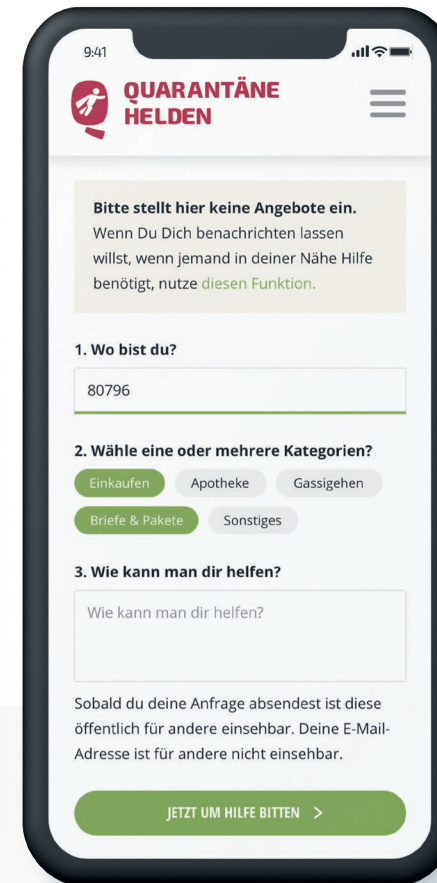 9:41
QUARANTÄNE
HELDEN
Bitte stellt hier keine Angebote ein.
Wenn Du Dich benachrichten lassen
willst, wenn jemand in deiner Nähe Hilfe
benötigt, nutze diesen Funktion.
1. Wo bist du?
80796
2. Wähle eine oder mehrere Kategorien?
Einkaufen Apotheke Gassigehen
Briefe & Pakete Sonstiges
3. Wie kann man dir helfen?
Wie kann man dir helfen?
Sobald du deine Anfrage absendest ist diese
öffentlich für andere einsehbar. Deine E-Mail-
Adresse ist für andere nicht einsehbar.
JETZT UM HILFE BITTEN >